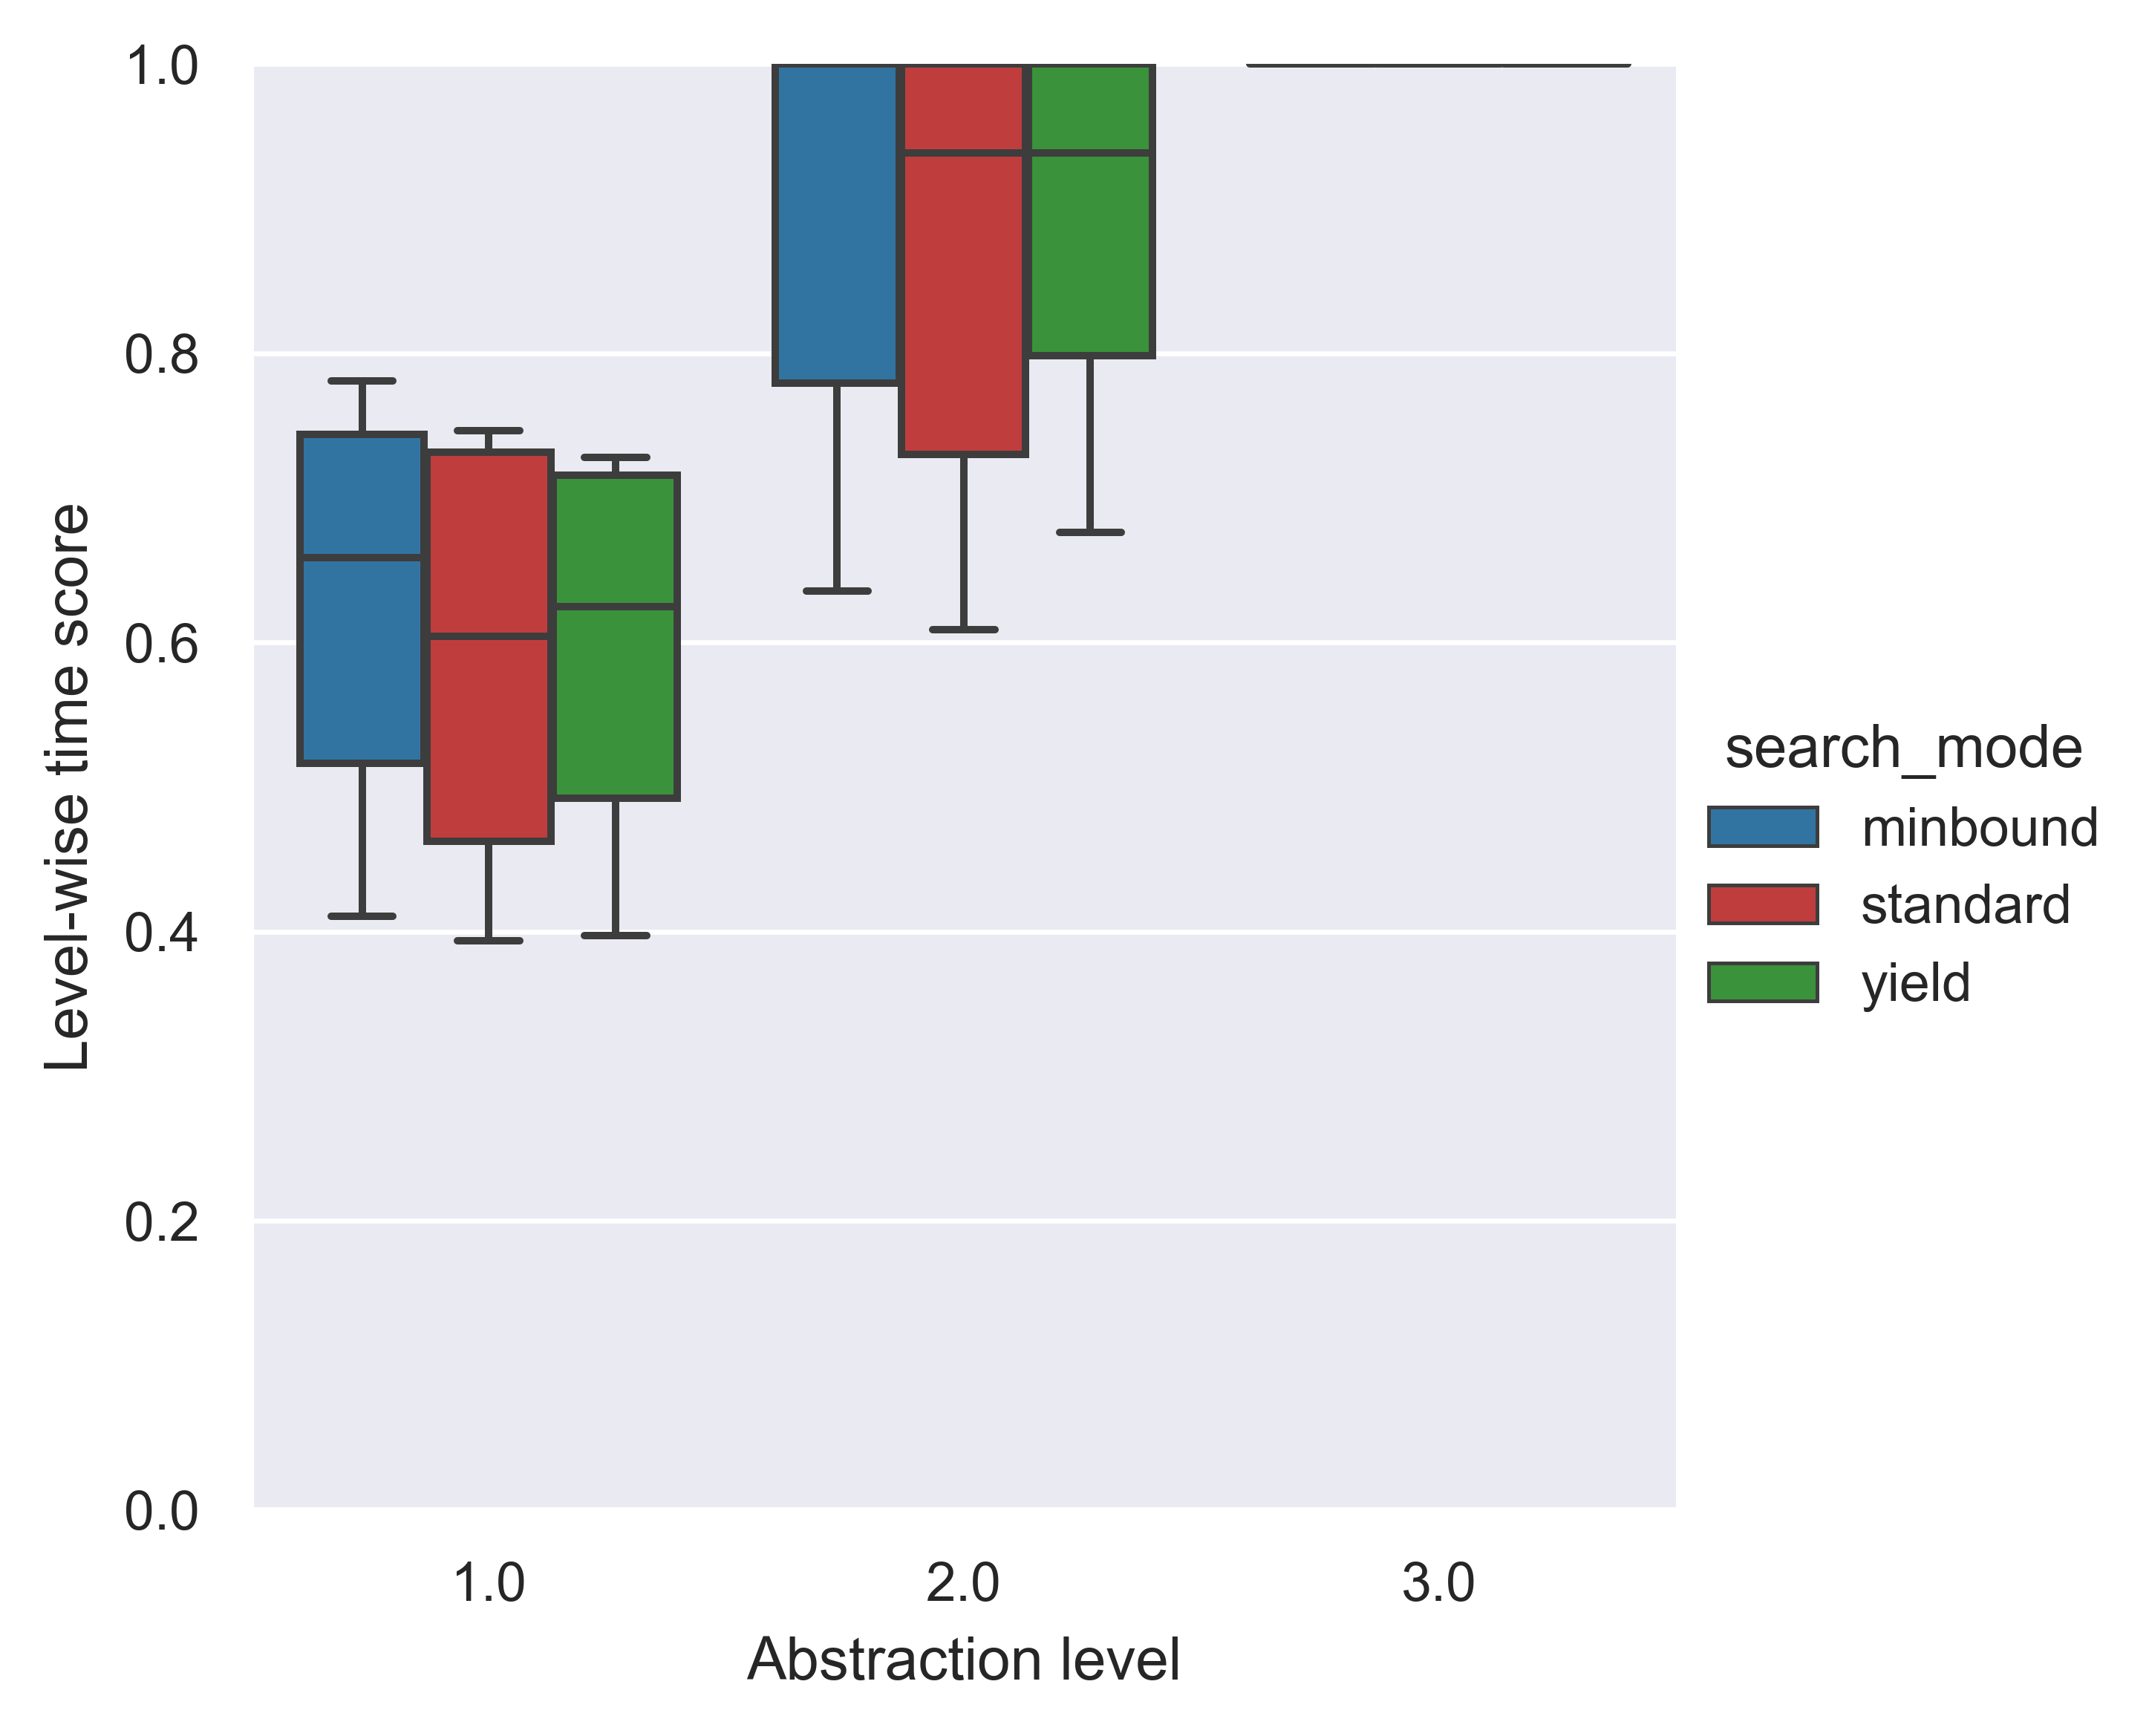 1.0
0.8
0.6
0.4
0.2
0.0
Level-wise time score
1.0 2.0 3.0
Abstraction level
search_mode
minbound
standard
yield